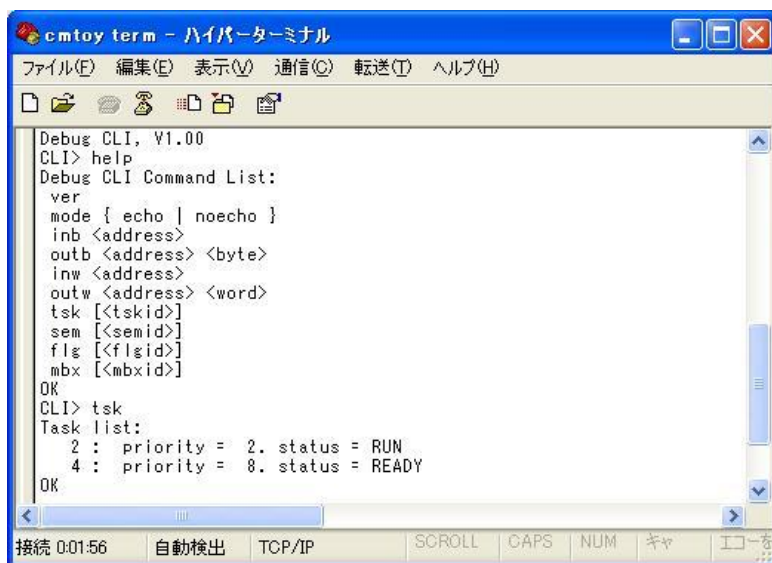 cmtoy term - ハイパーターミナル
ファイル(F) 編集(E) 表示(V) 通信(C) 転送(T) ヘルプ(H)
Debug CLI, V1.00
CLI> help
Debug CLI Command List:
ver
mode { echo | noecho }
inb <address>
outb <address> <byte>
inw <address>
outw <address> <word>
tsk [<tskid>]
sem [<semid>]
flg [<flgid>]
mbx [<mbxid>]
OK
CLI> tsk
Task list:
2 : priority = 2. status = RUN
4 : priority = 8. status = READY
OK
接続 0:01:56 自動検出 TCP/IP SCROLL CAPS NUM キャ エコーを